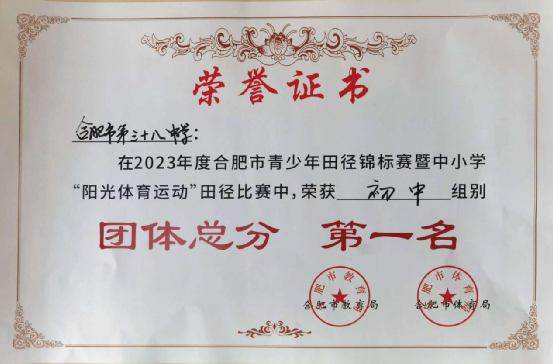 荣誉证书
合肥市第三十八中学:
在2023年度合肥市青少年田径锦标赛暨中小学
“阳光体育运动”田径比赛中,荣获 初中 组别
团体总分 第一名
合肥市教育局 合肥市体育局